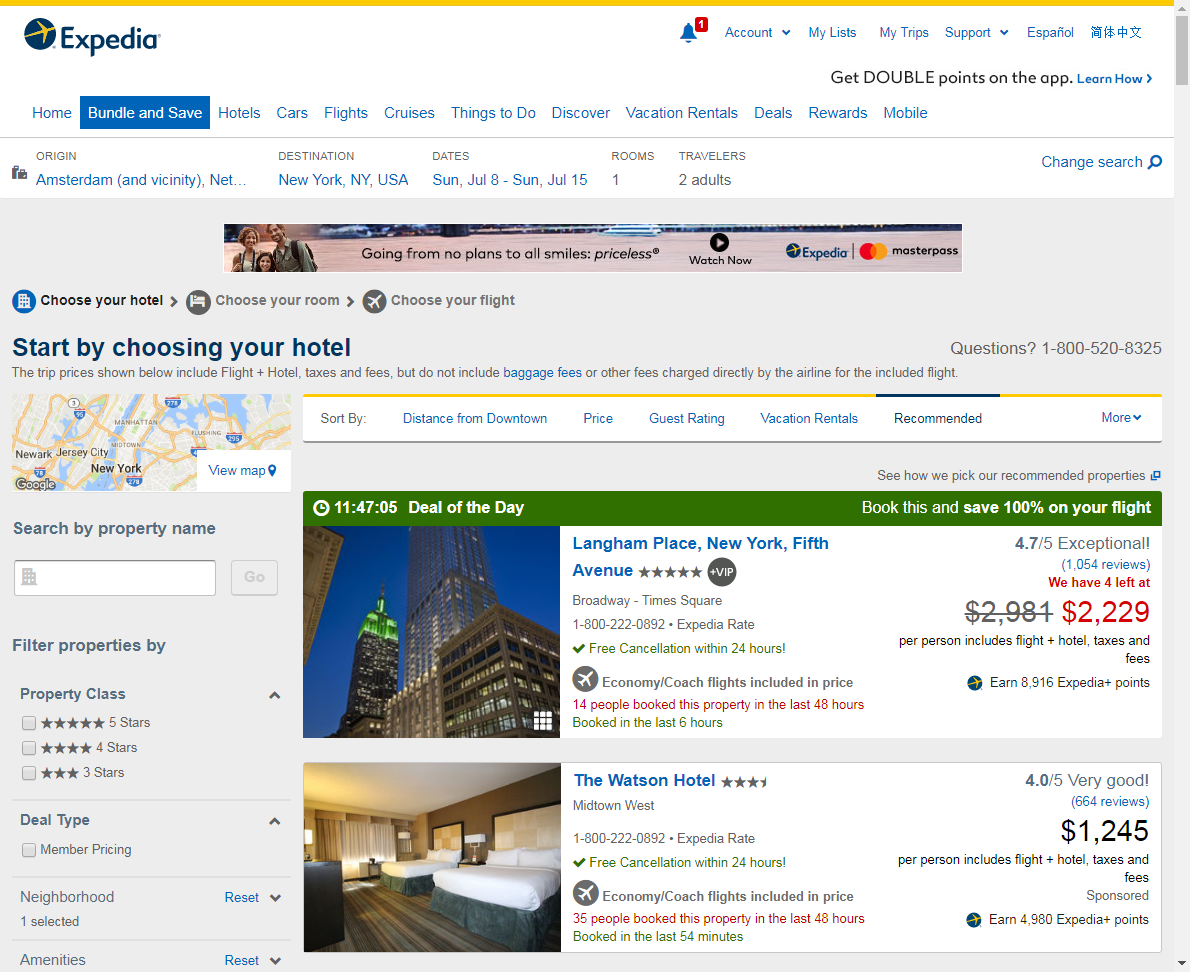 Expedia
1
Account
My Lists
My Trips
Support
Español
简体中文
Get DOUBLE points on the app. Learn How
Home
Bundle and Save
Hotels
Cars
Flights
Cruises
Things to Do
Discover
Vacation Rentals
Deals
Rewards
Mobile
ORIGIN
Amsterdam (and vicinity), Net...
DESTINATION
New York, NY, USA
DATES
Sun, Jul 8 - Sun, Jul 15
ROOMS
1
TRAVELERS
2 adults
Change search
Going from no plans to all smiles: priceless®
Watch Now
Expedia
masterpass
Choose your hotel
Choose your room
Choose your flight
Start by choosing your hotel
Questions? 1-800-520-8325
The trip prices shown below include Flight + Hotel, taxes and fees, but do not include baggage fees or other fees charged directly by the airline for the included flight.
3
278
95
MANHATTAN
FLUSHING
295
MIDTOWN
Newark
Jersey City
New York
78
278
Google
View map
Sort By:
Distance from Downtown
Price
Guest Rating
Vacation Rentals
Recommended
More
See how we pick our recommended properties
Search by property name
Go
Filter properties by
Property Class
5 Stars
4 Stars
3 Stars
Deal Type
Member Pricing
Neighborhood
Reset
1 selected
Amenities
Reset
11:47:05 Deal of the Day
Book this and save 100% on your flight
Langham Place, New York, Fifth
Avenue
+VIP
Broadway - Times Square
1-800-222-0892 • Expedia Rate
Free Cancellation within 24 hours!
Economy/Coach flights included in price
14 people booked this property in the last 48 hours
Booked in the last 6 hours
4.7/5 Exceptional!
(1,054 reviews)
We have 4 left at
$2,981 $2,229
per person includes flight + hotel, taxes and
fees
Earn 8,916 Expedia+ points
The Watson Hotel
Midtown West
1-800-222-0892 • Expedia Rate
Free Cancellation within 24 hours!
Economy/Coach flights included in price
35 people booked this property in the last 48 hours
Booked in the last 54 minutes
4.0/5 Very good!
(664 reviews)
$1,245
per person includes flight + hotel, taxes and
fees
Sponsored
Earn 4,980 Expedia+ points